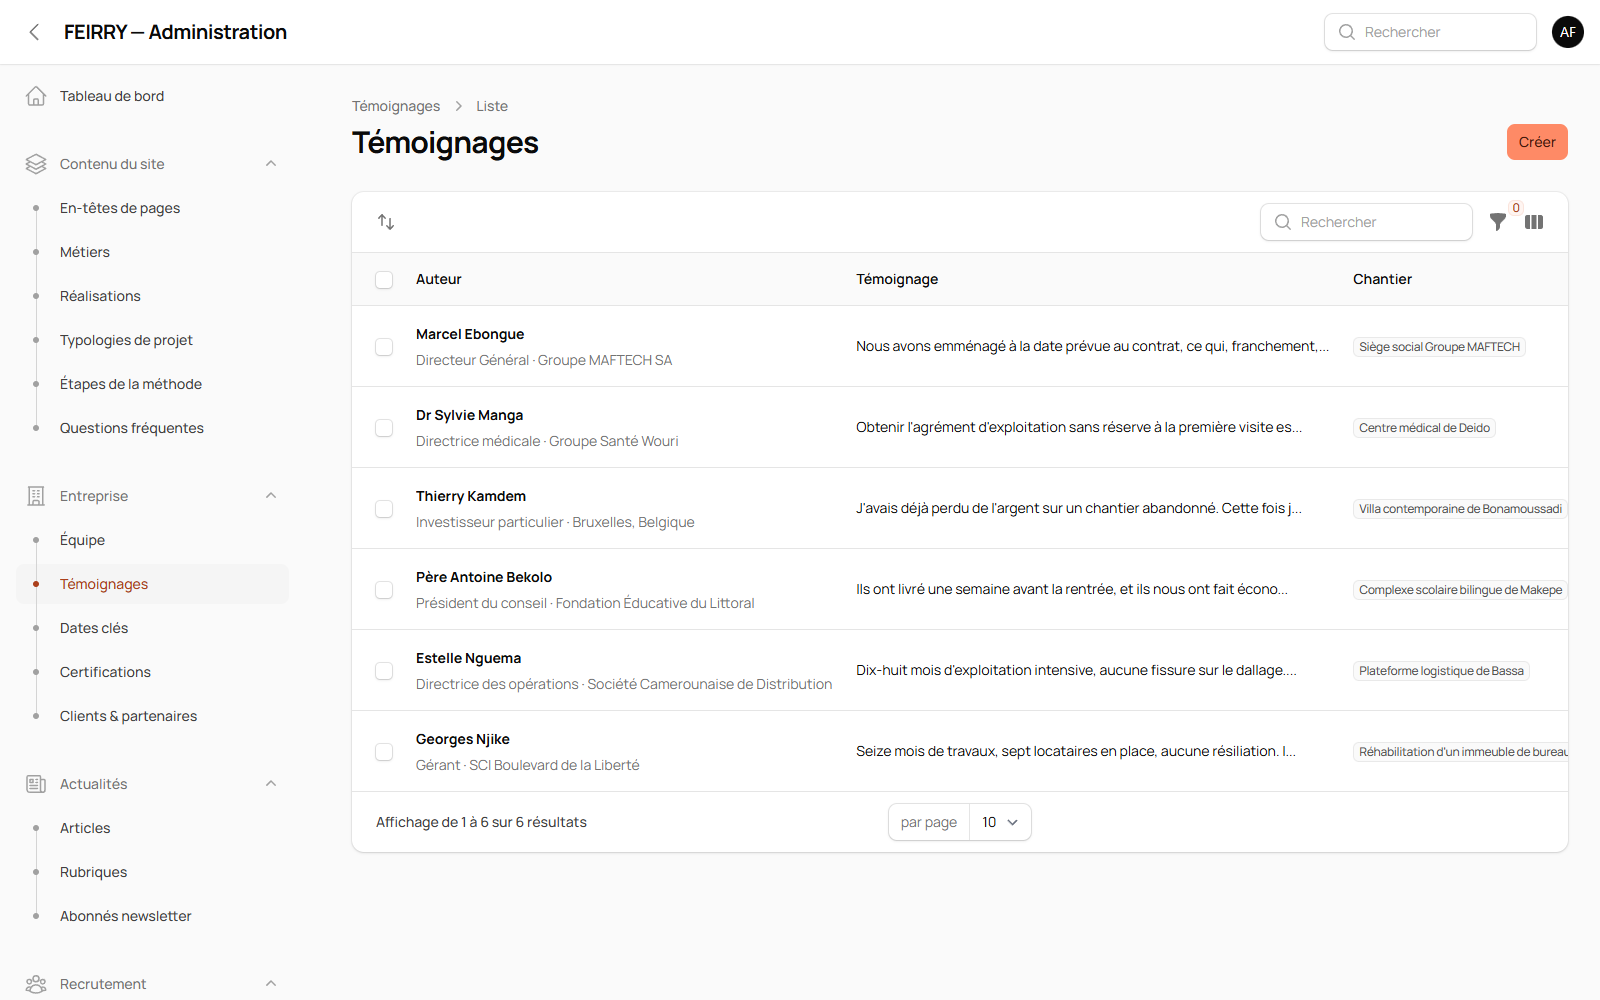 FEIRRY — Administration
Rechercher
AF
Tableau de bord
Contenu du site
En-têtes de pages
Métiers
Réalisations
Typologies de projet
Étapes de la méthode
Questions fréquentes
Entreprise
Équipe
Témoignages
Dates clés
Certifications
Clients & partenaires
Actualités
Articles
Rubriques
Abonnés newsletter
Recrutement
Témoignages > Liste
Témoignages
Créer
Rechercher
0
Auteur Témoignage Chantier
Marcel Ebongue
Directeur Général · Groupe MAFTECH SA
Nous avons emménagé à la date prévue au contrat, ce qui, franchement,...
Siège social Groupe MAFTECH
Dr Sylvie Manga
Directrice médicale · Groupe Santé Wouri
Obtenir l'agrément d'exploitation sans réserve à la première visite es...
Centre médical de Deido
Thierry Kamdem
Investisseur particulier · Bruxelles, Belgique
J'avais déjà perdu de l'argent sur un chantier abandonné. Cette fois j...
Villa contemporaine de Bonamoussadi
Père Antoine Bekolo
Président du conseil · Fondation Éducative du Littoral
Ils ont livré une semaine avant la rentrée, et ils nous ont fait écono...
Complexe scolaire bilingue de Makepe
Estelle Nguema
Directrice des opérations · Société Camerounaise de Distribution
Dix-huit mois d'exploitation intensive, aucune fissure sur le dallage....
Plateforme logistique de Bassa
Georges Njike
Gérant · SCI Boulevard de la Liberté
Seize mois de travaux, sept locataires en place, aucune résiliation. I...
Réhabilitation d'un immeuble de bureau
Affichage de 1 à 6 sur 6 résultats
par page 10